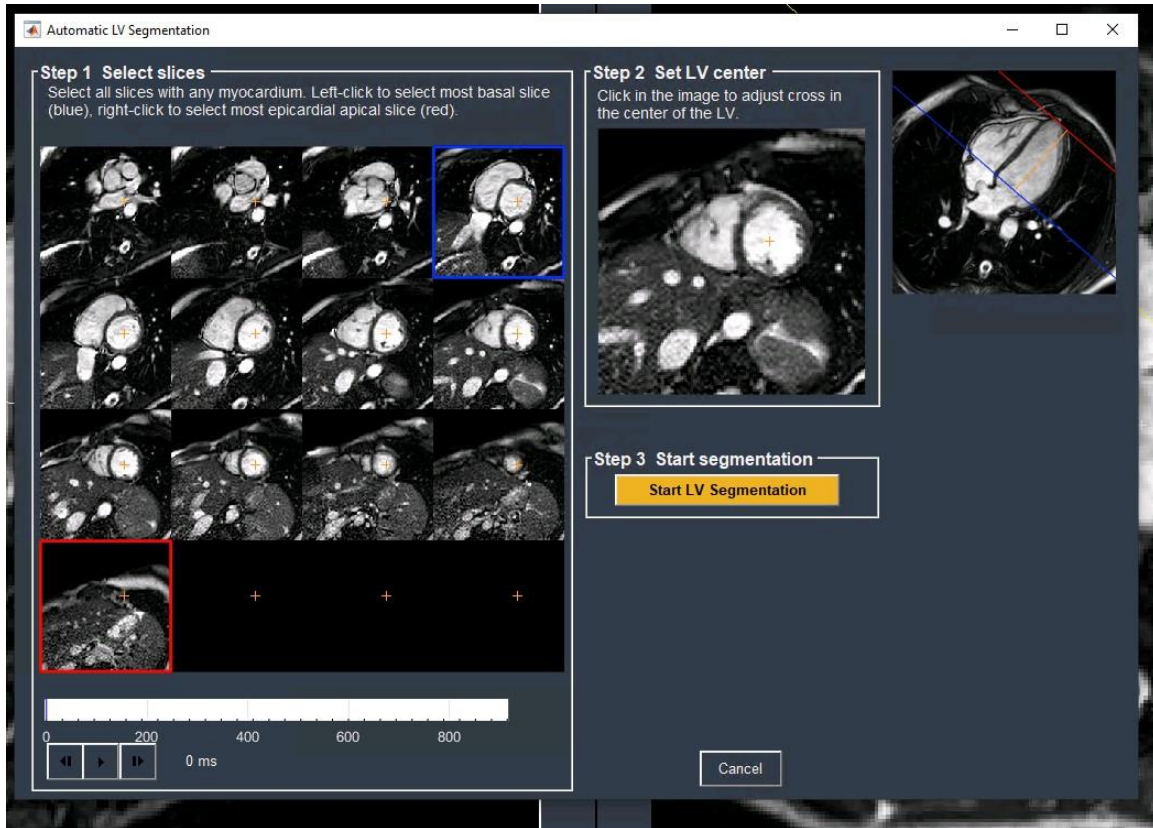 Automatic LV Segmentation
Step 1 Select slices
Select all slices with any myocardium. Left-click to select most basal slice
(blue), right-click to select most epicardial apical slice (red).
Step 2 Set LV center
Click in the image to adjust cross in
the center of the LV.
Step 3 Start segmentation
Start LV Segmentation
0 200 400 600 800
0 ms
Cancel